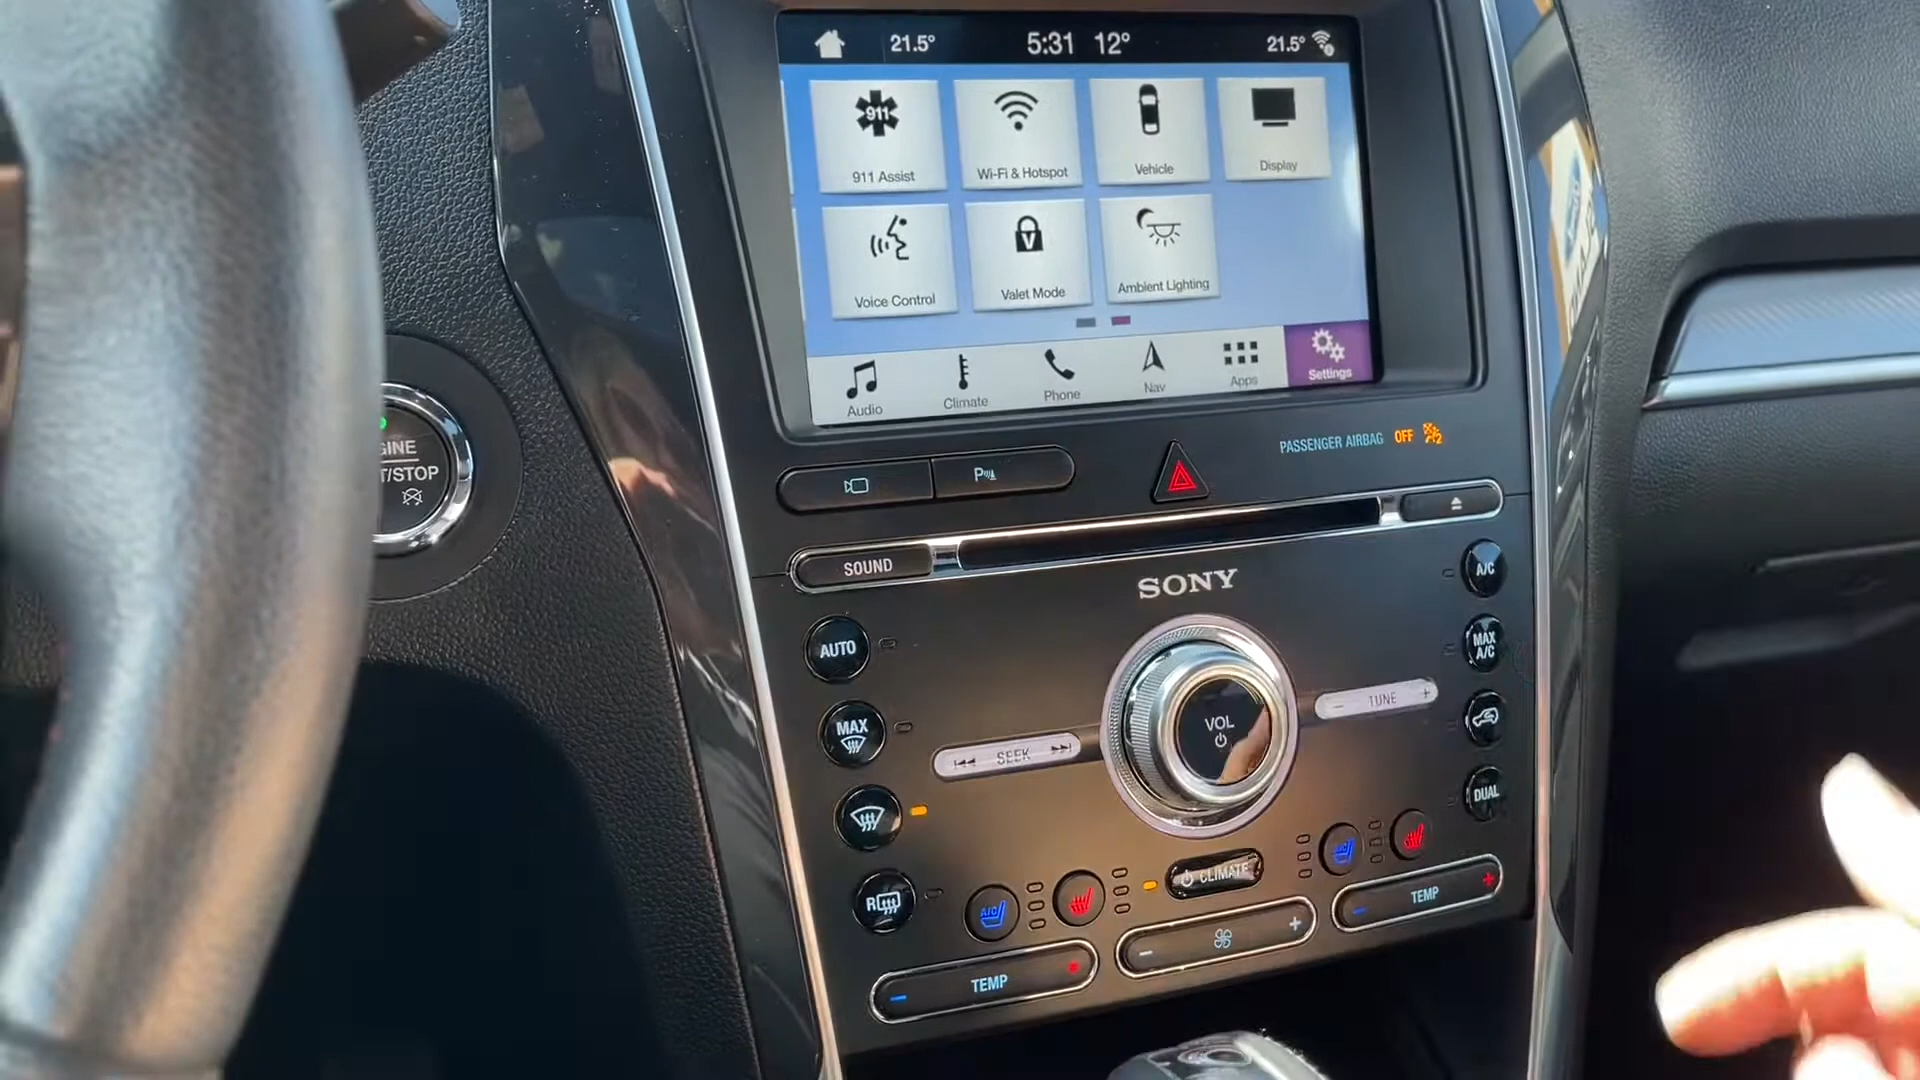 21.5° 5:31 12° 21.5°
911
911 Assist Wi-Fi & Hotspot Vehicle Display
V
Voice Control Valet Mode Ambient Lighting
Audio Climate Phone Nav Apps Settings
PASSENGER AIRBAG OFF
GINE
T/STOP
P
SOUND
SONY
A/C
AUTO
MAX
A/C
MAX
SEEK
VOL
− TUNE +
DUAL
R
A/C
CLIMATE
− TEMP
− +
− TEMP +